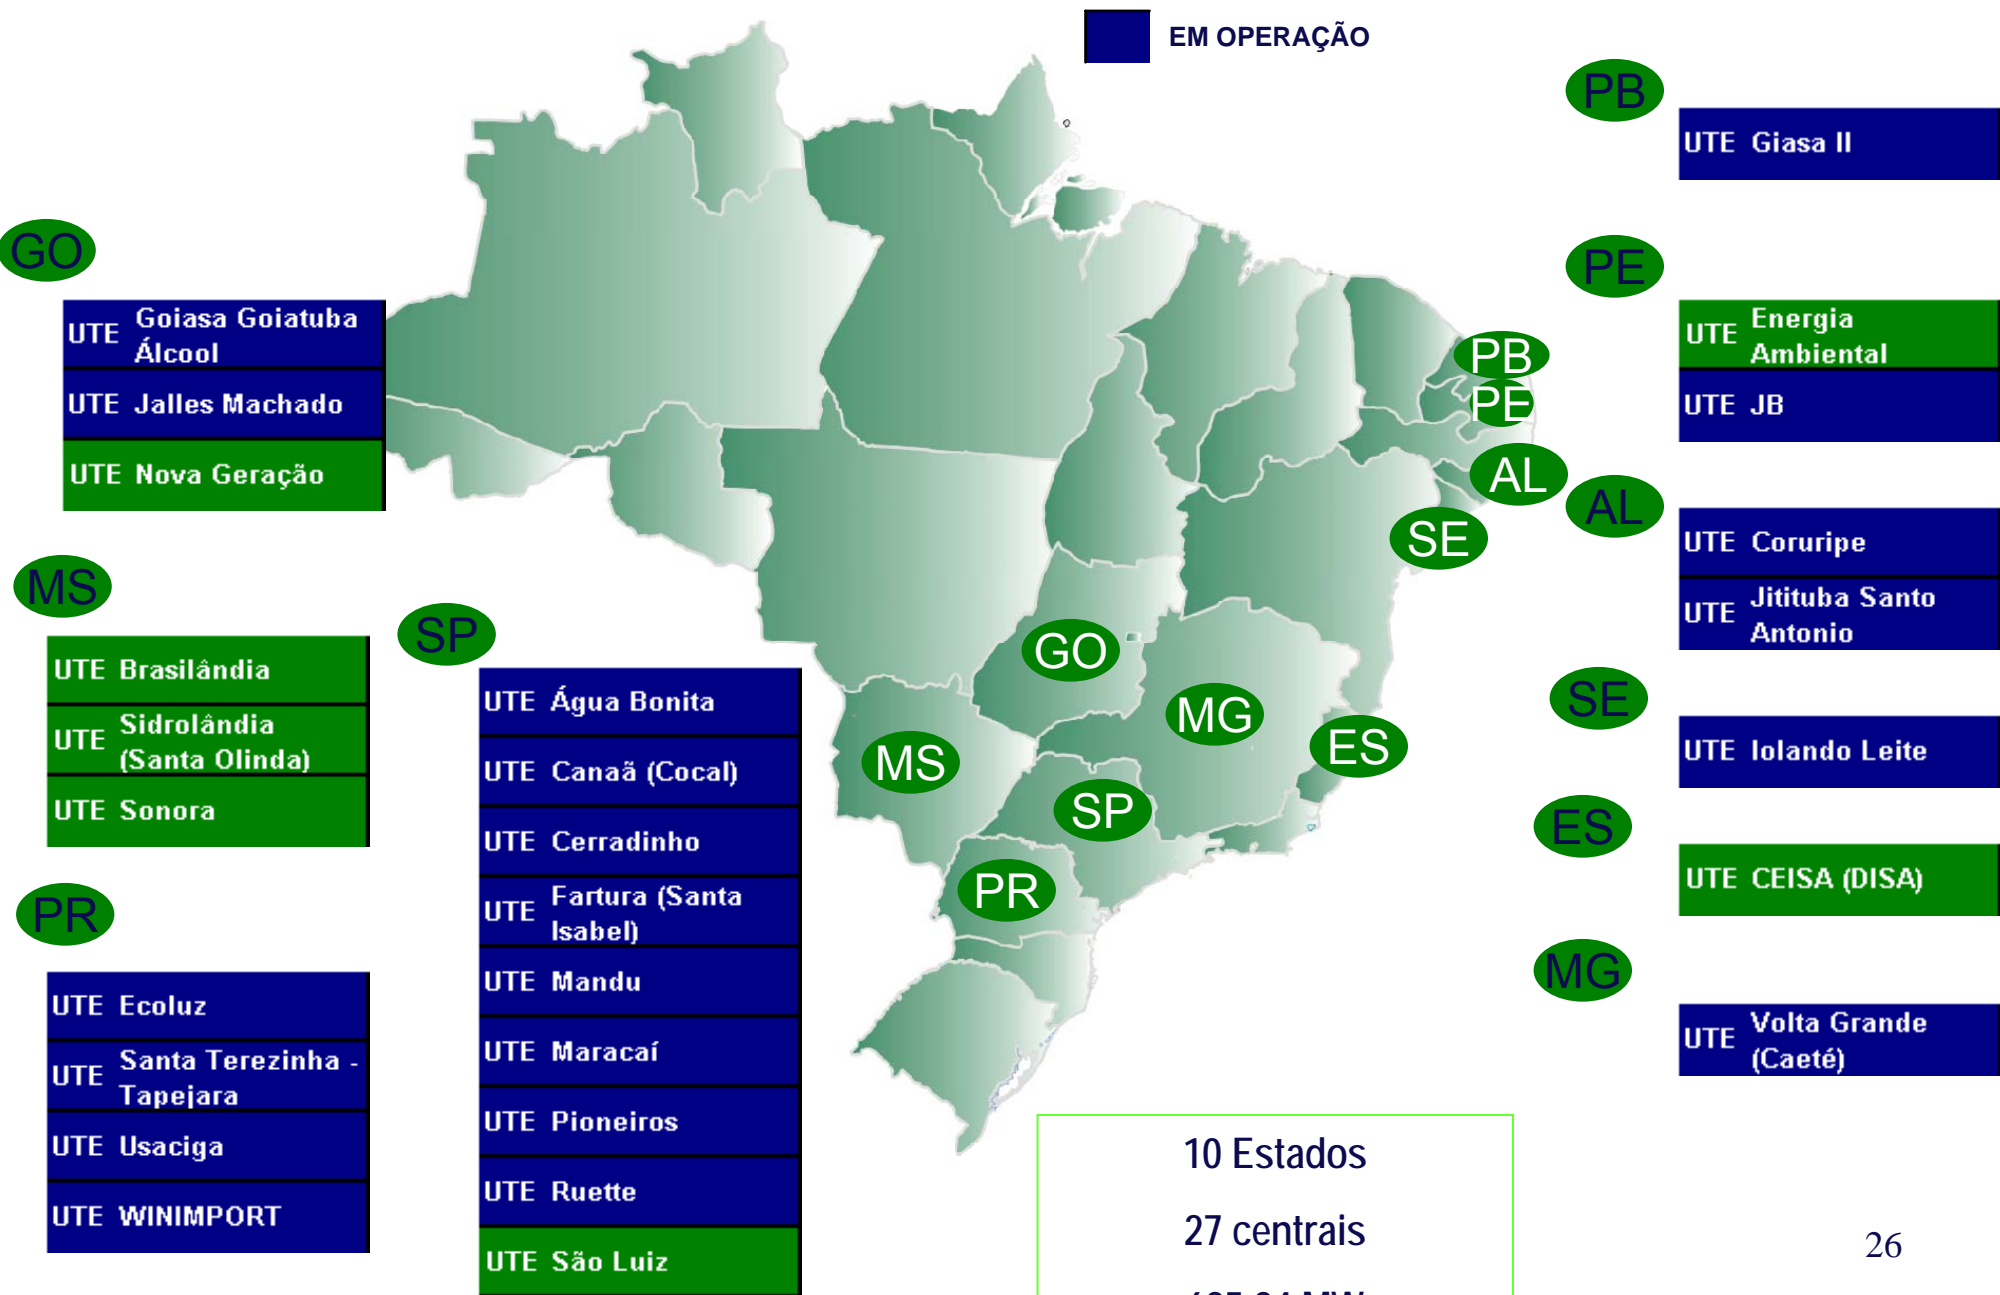 EM OPERAÇÃO
PB
UTE Giasa II
GO
UTE Goiasa Goiatuba
Álcool
UTE Jalles Machado
UTE Nova Geração
PE
UTE Energia
Ambiental
UTE JB
AL
UTE Coruripe
UTE Jitituba Santo
Antonio
MS
UTE Brasilândia
UTE Sidrolândia
(Santa Olinda)
UTE Sonora
SP
UTE Água Bonita
UTE Canaã (Cocal)
UTE Cerradinho
UTE Fartura (Santa
Isabel)
UTE Mandu
UTE Maracaí
UTE Pioneiros
UTE Ruette
UTE São Luiz
SE
UTE Iolando Leite
ES
UTE CEISA (DISA)
MG
UTE Volta Grande
(Caeté)
PR
UTE Ecoluz
UTE Santa Terezinha -
Tapejara
UTE Usaciga
UTE WINIMPORT
PB
PE
AL
SE
GO
MG
ES
MS
SP
PR
10 Estados
27 centrais
MW
26